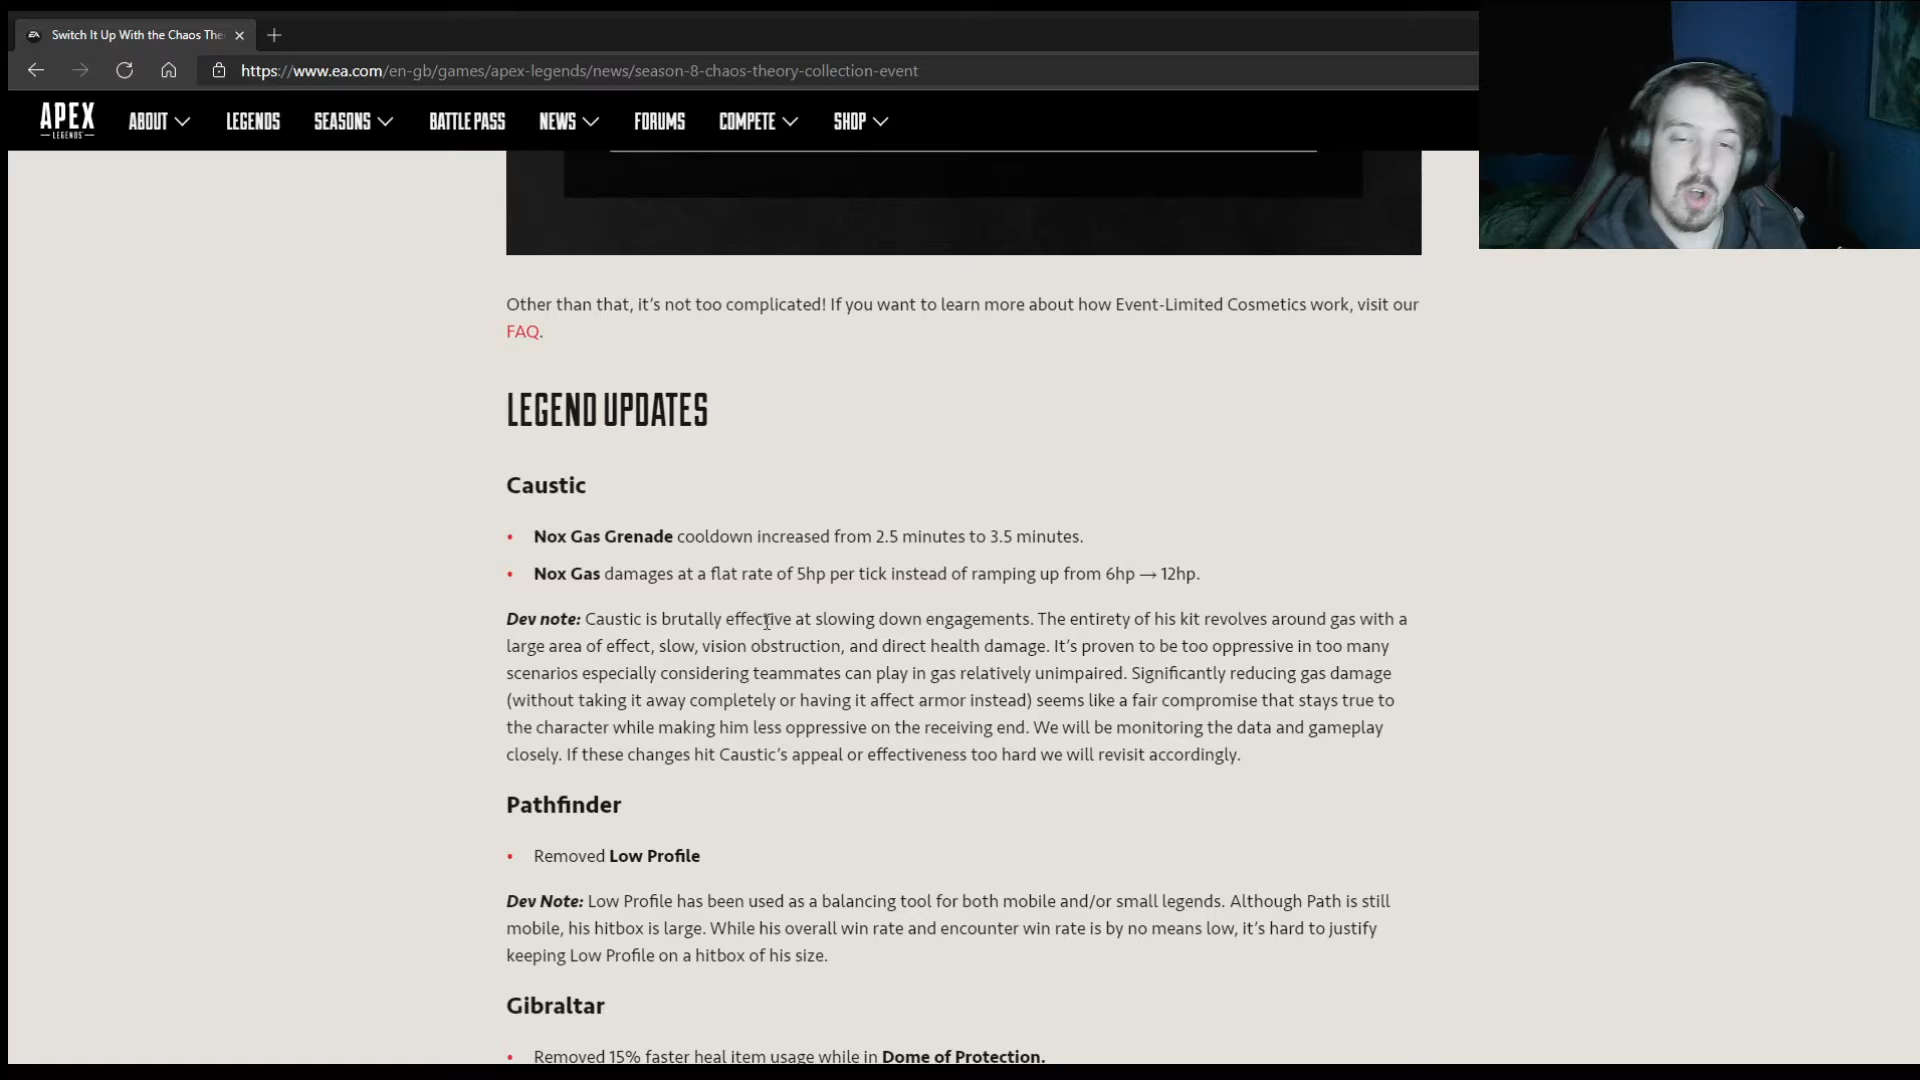 Switch It Up With the Chaos The
https://www.ea.com/en-gb/games/apex-legends/news/season-8-chaos-theory-collection-event
APEX
LEGENDS
ABOUT LEGENDS SEASONS BATTLE PASS NEWS FORUMS COMPETE SHOP
Other than that, it's not too complicated! If you want to learn more about how Event-Limited Cosmetics work, visit our
FAQ.
LEGEND UPDATES
Caustic
• Nox Gas Grenade cooldown increased from 2.5 minutes to 3.5 minutes.
• Nox Gas damages at a flat rate of 5hp per tick instead of ramping up from 6hp → 12hp.
Dev note: Caustic is brutally effective at slowing down engagements. The entirety of his kit revolves around gas with a
large area of effect, slow, vision obstruction, and direct health damage. It's proven to be too oppressive in too many
scenarios especially considering teammates can play in gas relatively unimpaired. Significantly reducing gas damage
(without taking it away completely or having it affect armor instead) seems like a fair compromise that stays true to
the character while making him less oppressive on the receiving end. We will be monitoring the data and gameplay
closely. If these changes hit Caustic's appeal or effectiveness too hard we will revisit accordingly.
Pathfinder
• Removed Low Profile
Dev Note: Low Profile has been used as a balancing tool for both mobile and/or small legends. Although Path is still
mobile, his hitbox is large. While his overall win rate and encounter win rate is by no means low, it's hard to justify
keeping Low Profile on a hitbox of his size.
Gibraltar
• Removed 15% faster heal item usage while in Dome of Protection.